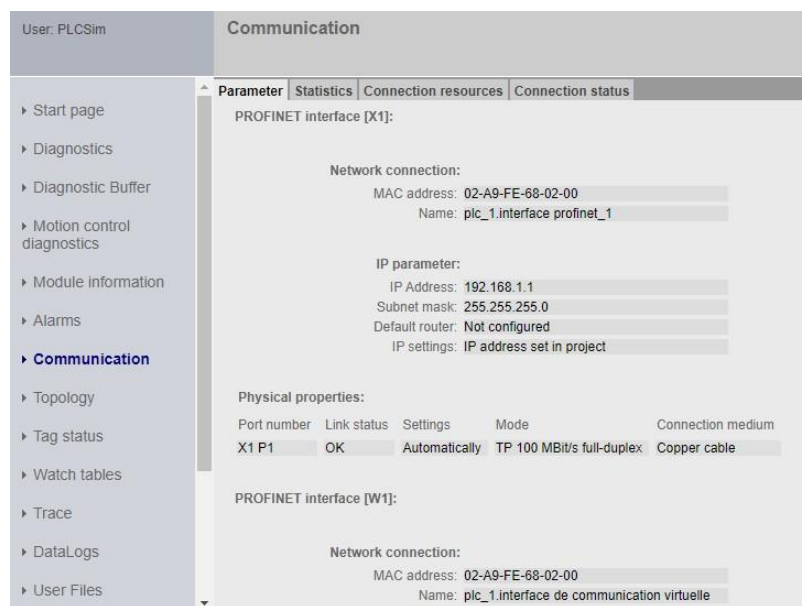 User: PLCSim
Communication
Start page
Diagnostics
Diagnostic Buffer
Motion control
diagnostics
Module information
Alarms
Communication
Topology
Tag status
Watch tables
Trace
DataLogs
User Files
Parameter Statistics Connection resources Connection status
PROFINET interface [X1]:
Network connection:
MAC address: 02-A9-FE-68-02-00
Name: plc_1.interface profinet_1
IP parameter:
IP Address: 192.168.1.1
Subnet mask: 255.255.255.0
Default router: Not configured
IP settings: IP address set in project
Physical properties:
Port number Link status Settings Mode Connection medium
X1 P1 OK Automatically TP 100 MBit/s full-duplex Copper cable
PROFINET interface [W1]:
Network connection:
MAC address: 02-A9-FE-68-02-00
Name: plc_1.interface de communication virtuelle